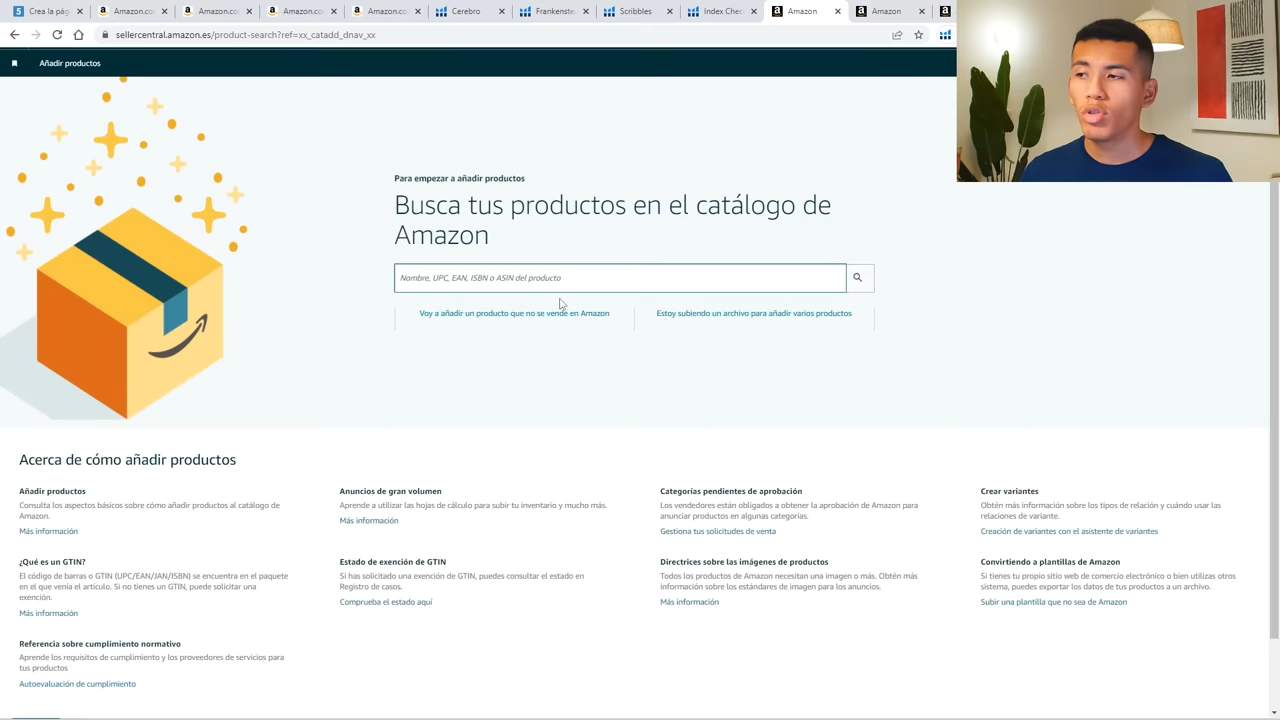 Crea la pág
Amazon.co
Amazon.co
Amazon.co
Amazon.co
Cerebro
Frankenste
Scribbles
Index Chec
Amazon
Amazon
sellercentral.amazon.es/product-search?ref=xx_catadd_dnav_xx
Añadir productos
Para empezar a añadir productos
Busca tus productos en el catálogo de
Amazon
Nombre, UPC, EAN, ISBN o ASIN del producto
Voy a añadir un producto que no se vende en Amazon
Estoy subiendo un archivo para añadir varios productos
Acerca de cómo añadir productos
Añadir productos
Consulta los aspectos básicos sobre cómo añadir productos al catálogo de
Amazon.
Más información
Anuncios de gran volumen
Aprende a utilizar las hojas de cálculo para subir tu inventario y mucho más.
Más información
Categorías pendientes de aprobación
Los vendedores están obligados a obtener la aprobación de Amazon para
anunciar productos en algunas categorías.
Gestiona tus solicitudes de venta
Crear variantes
Obtén más información sobre los tipos de relación y cuándo usar las
relaciones de variante.
Creación de variantes con el asistente de variantes
¿Qué es un GTIN?
El código de barras o GTIN (UPC/EAN/JAN/ISBN) se encuentra en el paquete
en el que venía el artículo. Si no tienes un GTIN, puede solicitar una
exención.
Más información
Estado de exención de GTIN
Si has solicitado una exención de GTIN, puedes consultar el estado en
Registro de casos.
Comprueba el estado aquí
Directrices sobre las imágenes de productos
Todos los productos de Amazon necesitan una imagen o más. Obtén más
información sobre los estándares de imagen para los anuncios.
Más información
Convirtiendo a plantillas de Amazon
Si tienes tu propio sitio web de comercio electrónico o bien utilizas otros
sistema, puedes exportar los datos de tus productos a un archivo.
Subir una plantilla que no sea de Amazon
Referencia sobre cumplimiento normativo
Aprende los requisitos de cumplimiento y los proveedores de servicios para
tus productos
Autoevaluación de cumplimiento